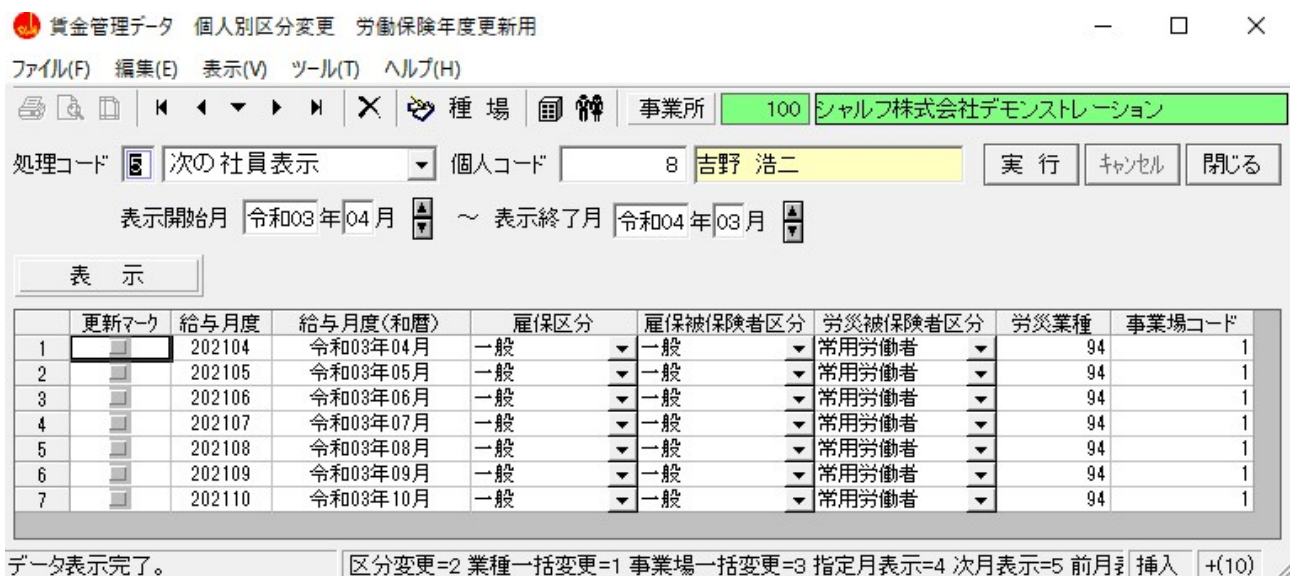 賃金管理データ 個人別区分変更 労働保険年度更新用
ファイル(F) 編集(E) 表示(V) ツール(T) ヘルプ(H)
種 場 事業所 100 シャルフ株式会社デモンストレーション
処理コード 5 次の社員表示 個人コード 8 吉野 浩二 実 行 キャンセル 閉じる
表示開始月 令和03年04月 ～ 表示終了月 令和04年03月
表 示
更新マーク 給与月度 給与月度(和暦) 雇保区分 雇保被保険者区分 労災被保険者区分 労災業種 事業場コード
1 202104 令和03年04月 一般 一般 常用労働者 94 1
2 202105 令和03年05月 一般 一般 常用労働者 94 1
3 202106 令和03年06月 一般 一般 常用労働者 94 1
4 202107 令和03年07月 一般 一般 常用労働者 94 1
5 202108 令和03年08月 一般 一般 常用労働者 94 1
6 202109 令和03年09月 一般 一般 常用労働者 94 1
7 202110 令和03年10月 一般 一般 常用労働者 94 1
データ表示完了。 区分変更=2 業種一括変更=1 事業場一括変更=3 指定月表示=4 次月表示=5 前月 挿入 +(10)